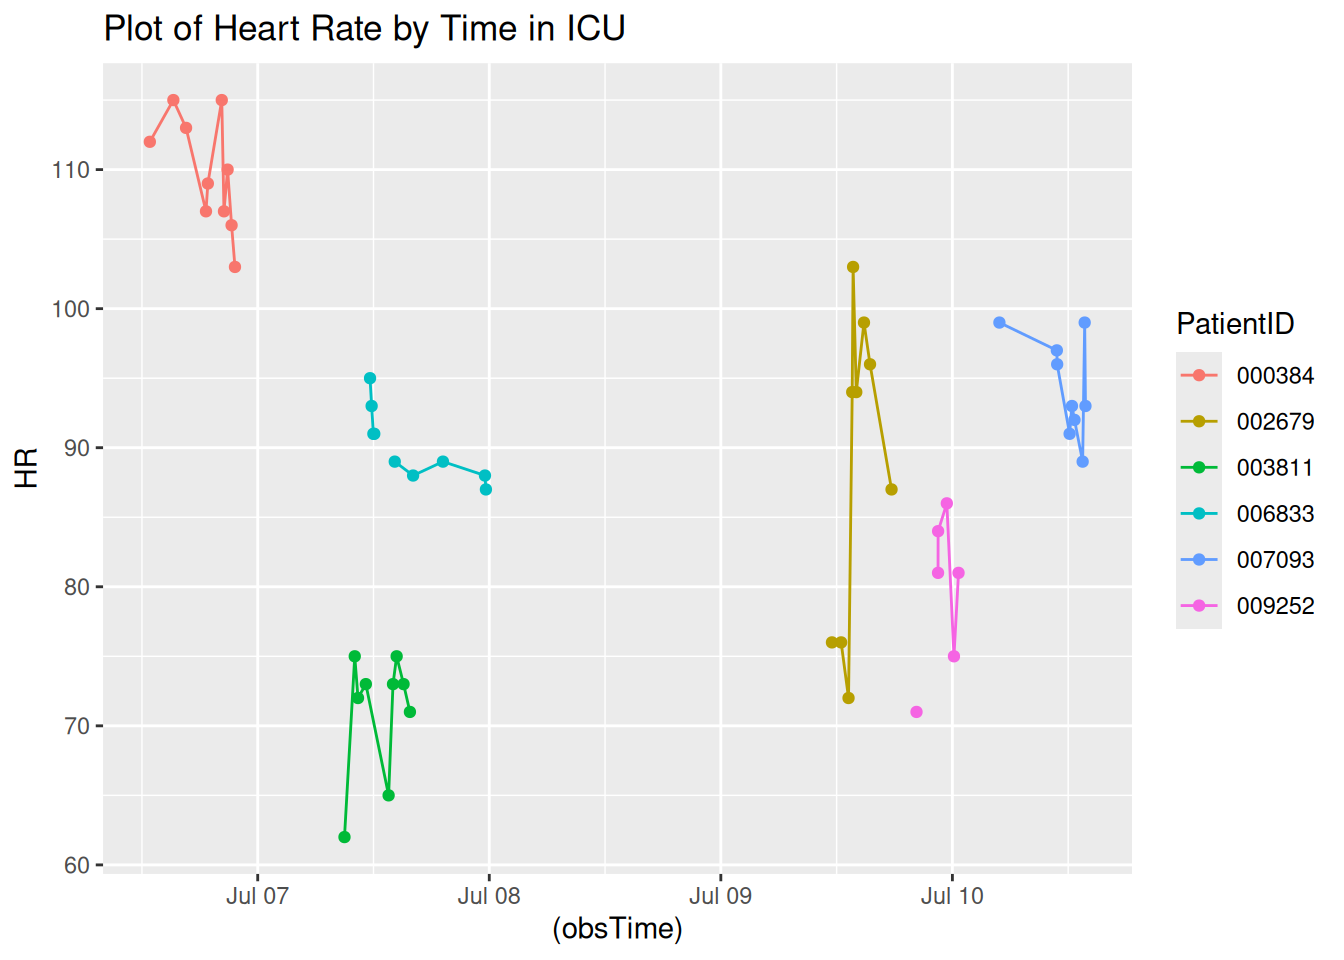 Plot of Heart Rate by Time in ICU
HR
110
100
90
80
70
60
Jul 07
Jul 08
Jul 09
Jul 10
(obsTime)
PatientID
000384
002679
003811
006833
007093
009252